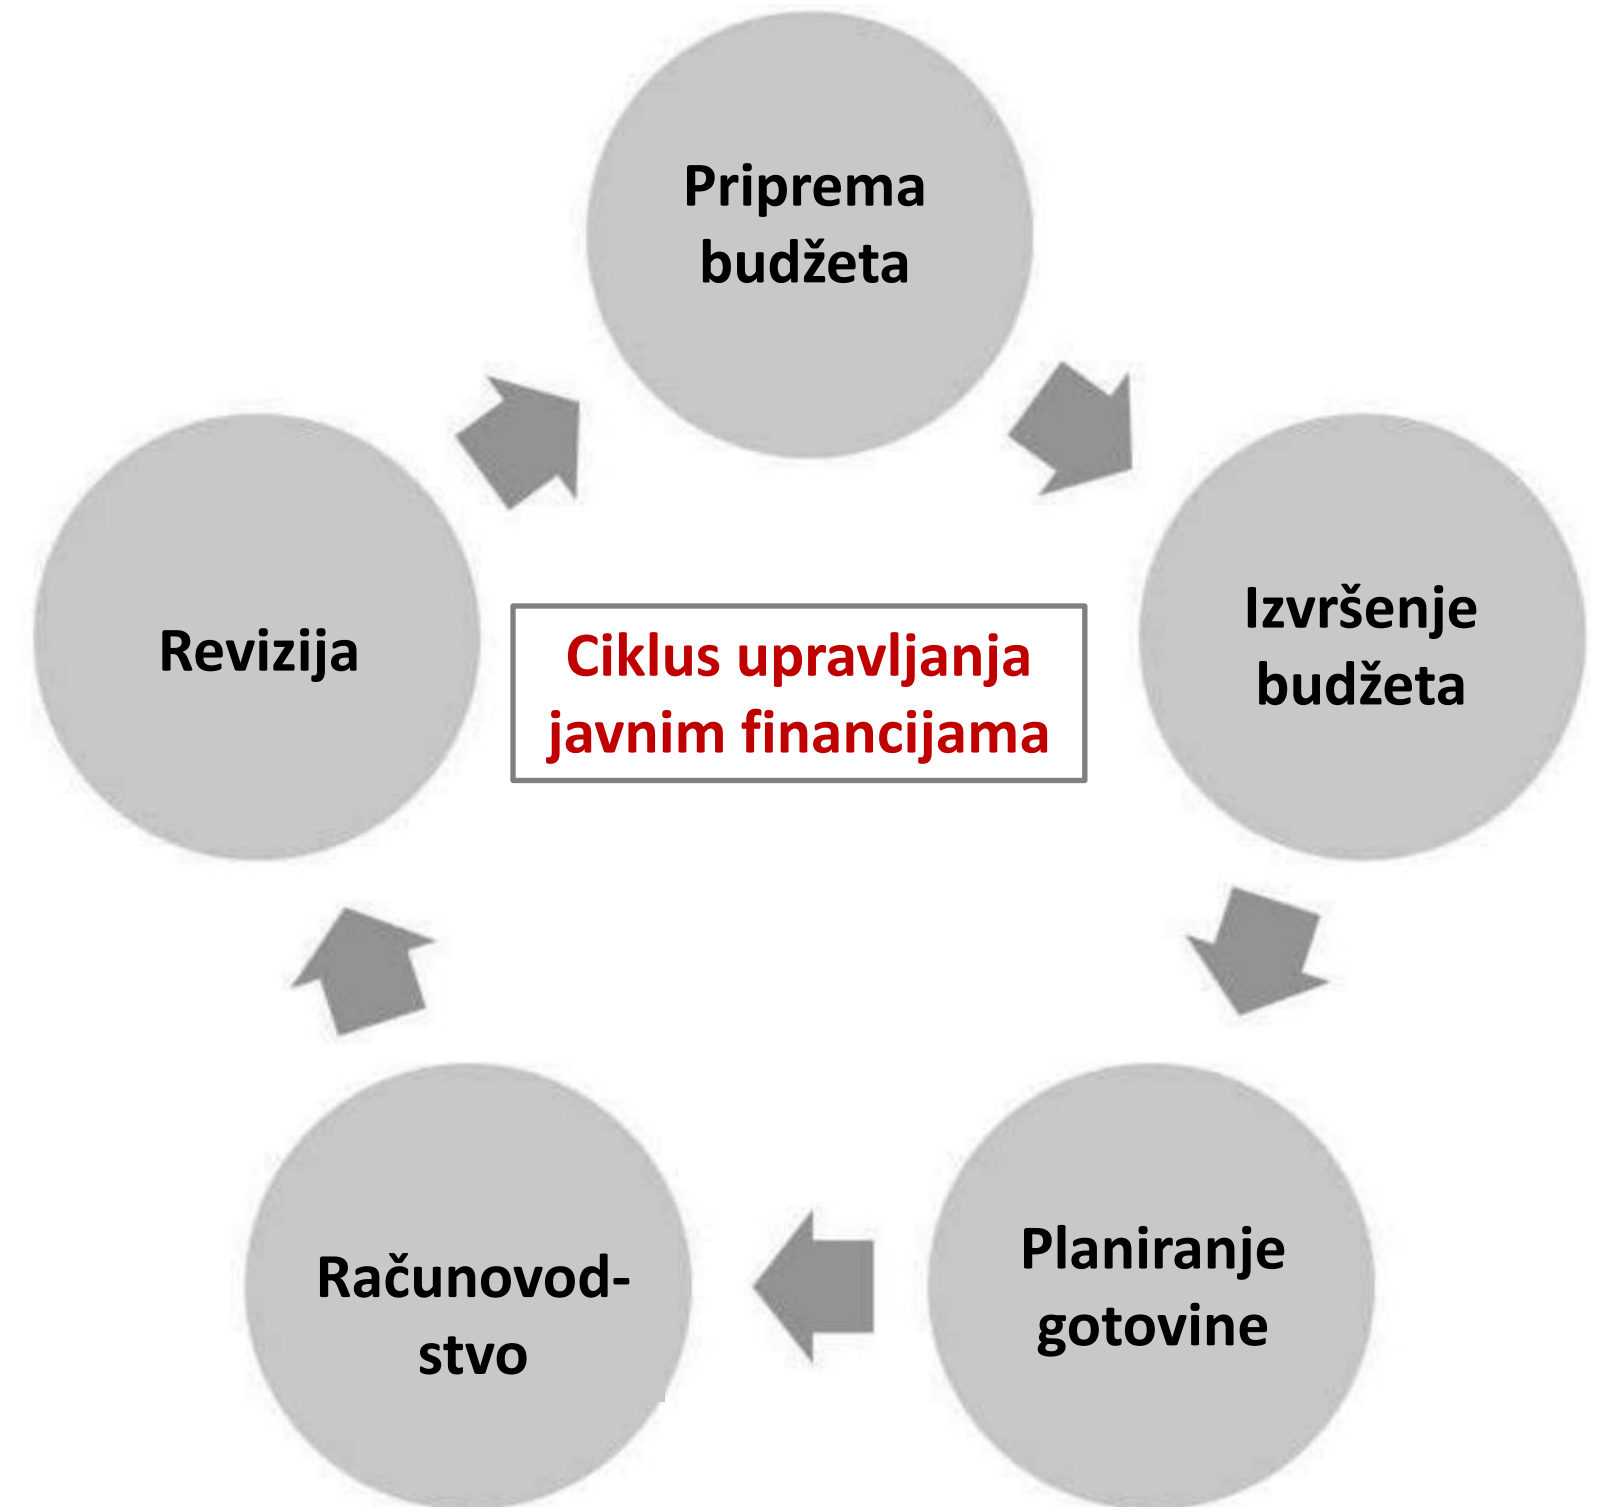 Priprema
budžeta
Izvršenje
budžeta
Revizija
Ciklus upravljanja
javnim financijama
Planiranje
gotovine
Računovod-
stvo